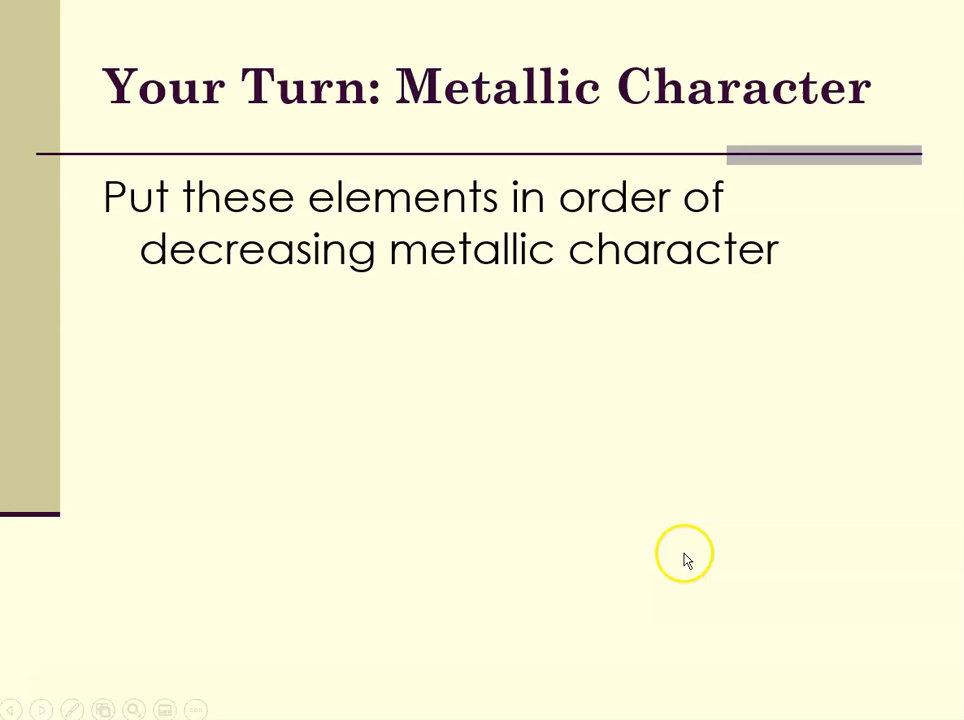 Your Turn: Metallic Character
Put these elements in order of
decreasing metallic character